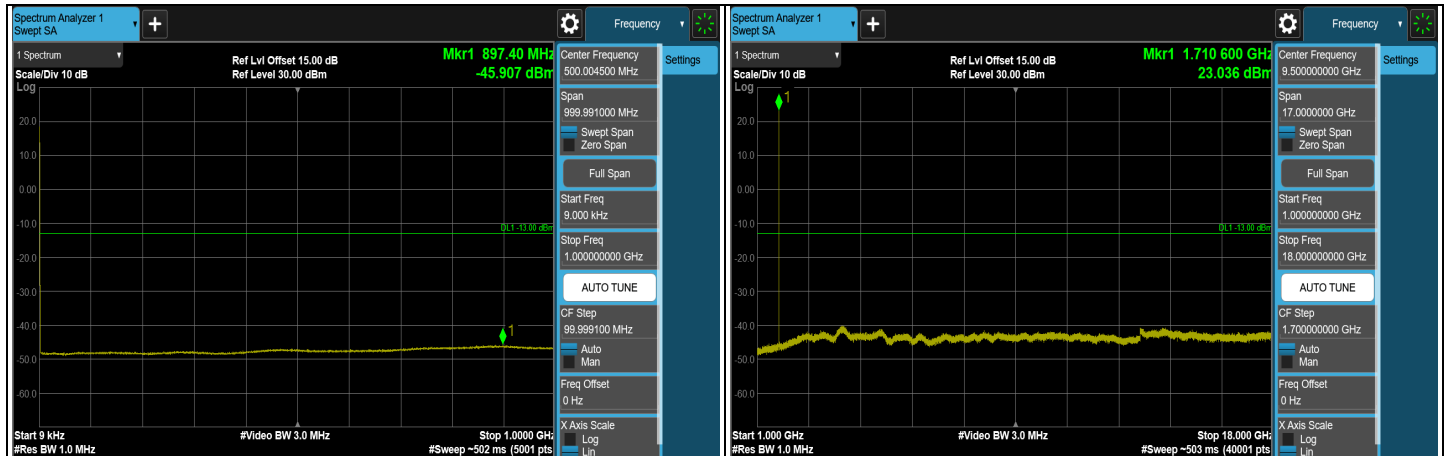 Spectrum Analyzer 1
Swept SA
+
Frequency
1 Spectrum
Ref Lvl Offset 15.00 dB
Mkr1 897.40 MHz
Scale/Div 10 dB
Ref Level 30.00 dBm
-45.907 dBm
Log
1
20.0
10.0
0.00
-10.0
-20.0
-30.0
-40.0
-50.0
-60.0
DL1 -13.00 dBm
Start 9 kHz
#Video BW 3.0 MHz
Stop 1.0000 GHz
#Res BW 1.0 MHz
#Sweep ~502 ms (5001 pts
Center Frequency
500.004500 MHz
Settings
Span
999.991000 MHz
Swept Span
Zero Span
Full Span
Start Freq
9.000 kHz
Stop Freq
1.000000000 GHz
AUTO TUNE
CF Step
99.999100 MHz
Auto
Man
Freq Offset
0 Hz
X Axis Scale
Log
Lin
Spectrum Analyzer 1
Swept SA
+
Frequency
1 Spectrum
Ref Lvl Offset 15.00 dB
Mkr1 1.710 600 GHz
Scale/Div 10 dB
Ref Level 30.00 dBm
23.036 dBm
Log
1
20.0
10.0
0.00
-10.0
-20.0
-30.0
-40.0
-50.0
-60.0
DL1 -13.00 dBm
Start 1.000 GHz
#Video BW 3.0 MHz
Stop 18.000 GHz
#Res BW 1.0 MHz
#Sweep ~503 ms (40001 pts
Center Frequency
9.500000000 GHz
Settings
Span
17.0000000 GHz
Swept Span
Zero Span
Full Span
Start Freq
1.000000000 GHz
Stop Freq
18.000000000 GHz
AUTO TUNE
CF Step
1.700000000 GHz
Auto
Man
Freq Offset
0 Hz
X Axis Scale
Log
Lin